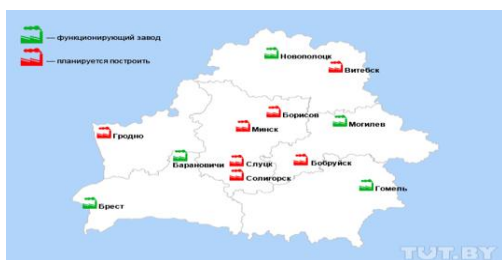 — функционирующий завод
— планируется построить
Новополоцк
Витебск
Борисов
Могилев
Минск
Гродно
Барановичи
Слуцк
Бобруйск
Солигорск
Гомель
Брест
TUT.BY